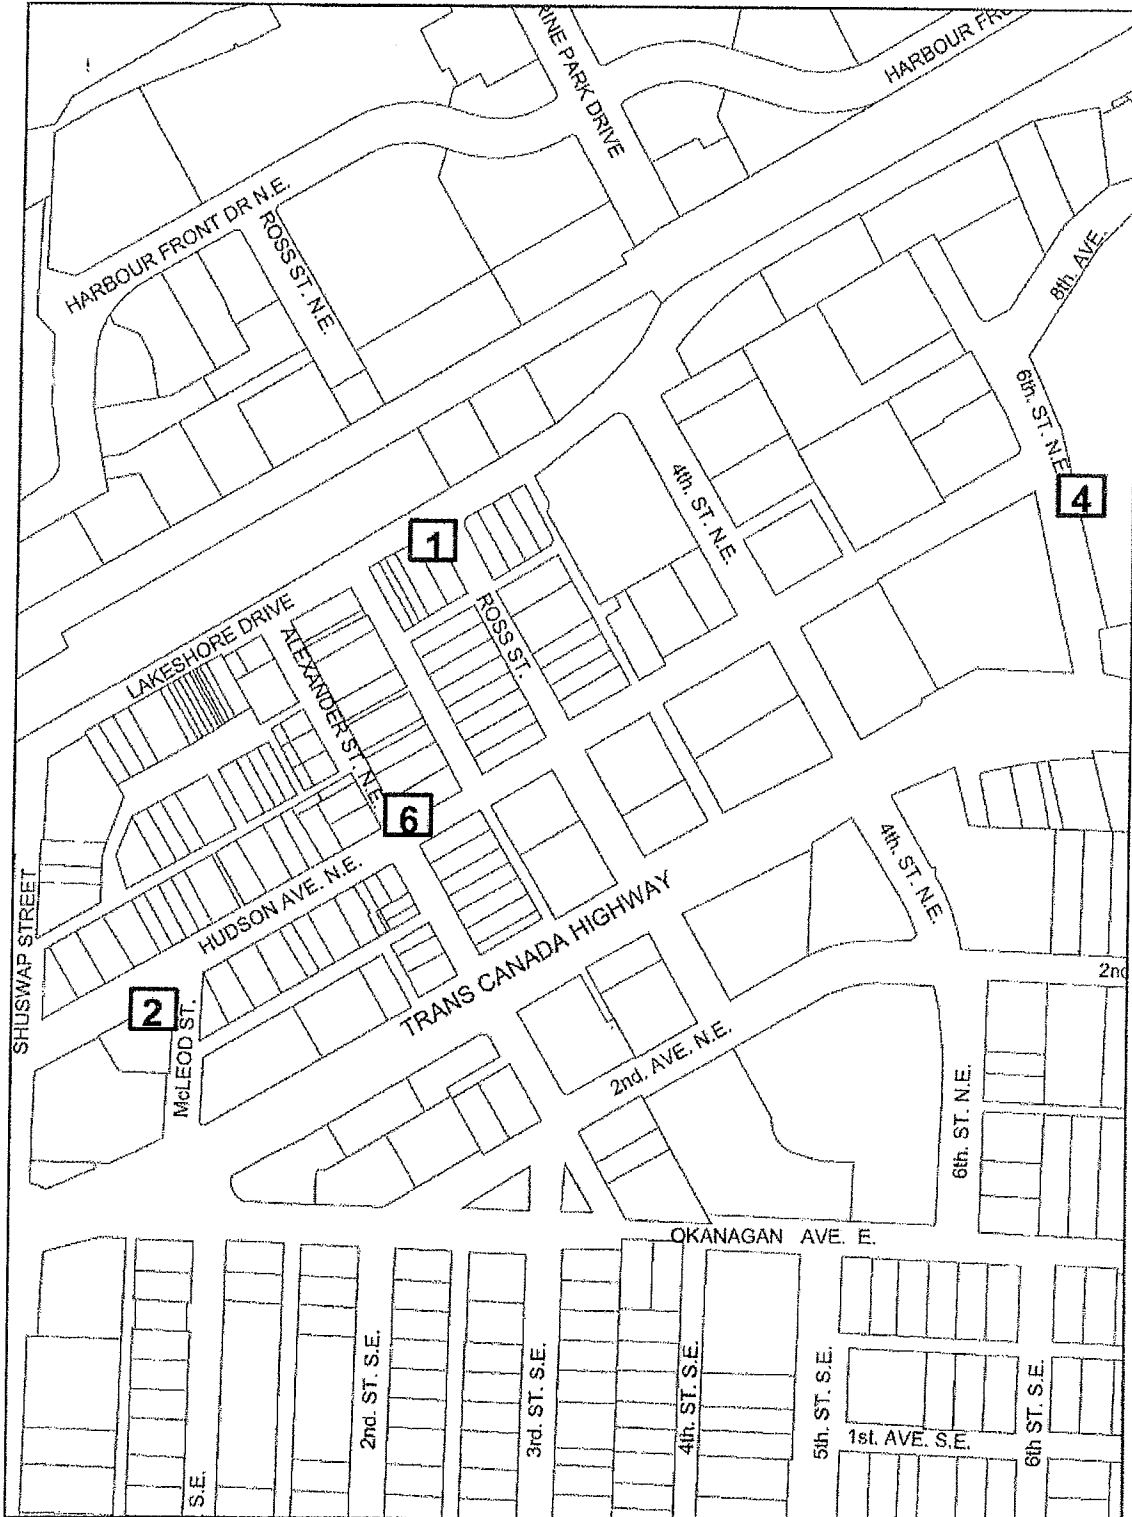 RINE PARK DRIVE
HARBOUR FR
HARBOUR FRONT DR N.E.
ROSS ST. N.E.
8th. AVE.
6th. ST. N.E.
4th. ST. N.E.
4
1
ROSS ST.
LAKESHORE DRIVE
ALEXANDER ST. N.E.
6
4th. ST. N.E.
HUDSON AVE. N.E.
TRANS CANADA HIGHWAY
SHUSWAP STREET
2
McLEOD ST.
2nd
2nd. AVE. N.E.
6th. ST. N.E.
OKANAGAN AVE. E.
2nd. ST. S.E.
3rd. ST. S.E.
4th. ST. S.E.
5th. ST. S.E.
1st. AVE. S.E.
6th ST. S.E.
S.E.